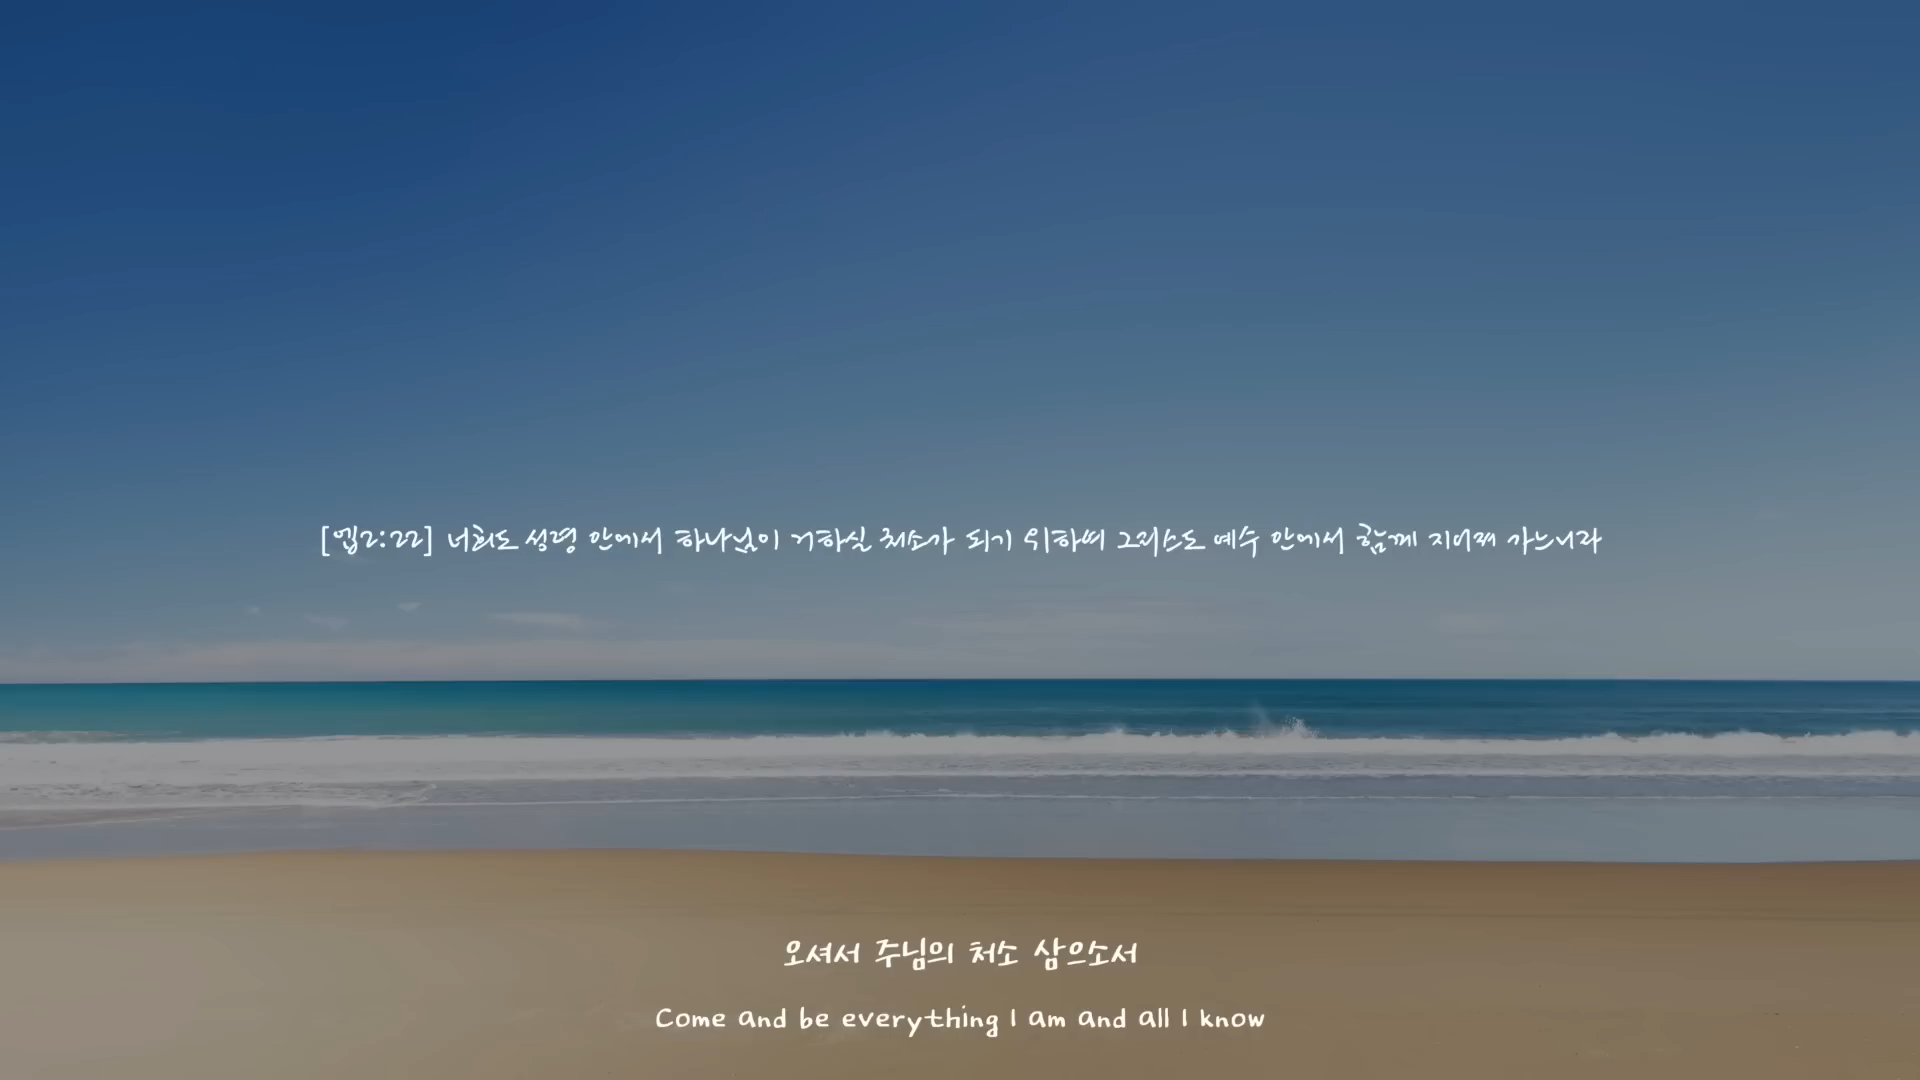 [엡2:22] 너희도 성령 안에서 하나님이 거하실 처소가 되기 위하여 그리스도 예수 안에서 함께 지어져 가느니라
오셔서 주님의 처소 삼으소서
Come and be everything I am and all I know